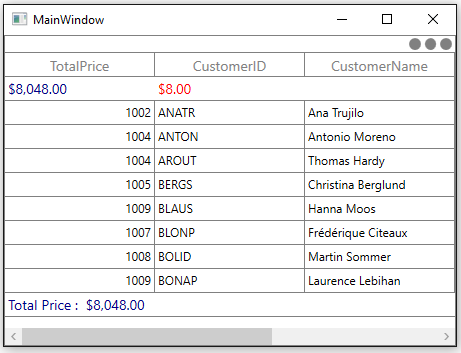 MainWindow
TotalPrice CustomerID CustomerName
$8,048.00 $8.00
1002 ANATR Ana Trujilo
1004 ANTON Antonio Moreno
1004 AROUT Thomas Hardy
1005 BERGS Christina Berglund
1009 BLAUS Hanna Moos
1007 BLONP Frédérique Citeaux
1008 BOLID Martin Sommer
1009 BONAP Laurence Lebihan
Total Price : $8,048.00